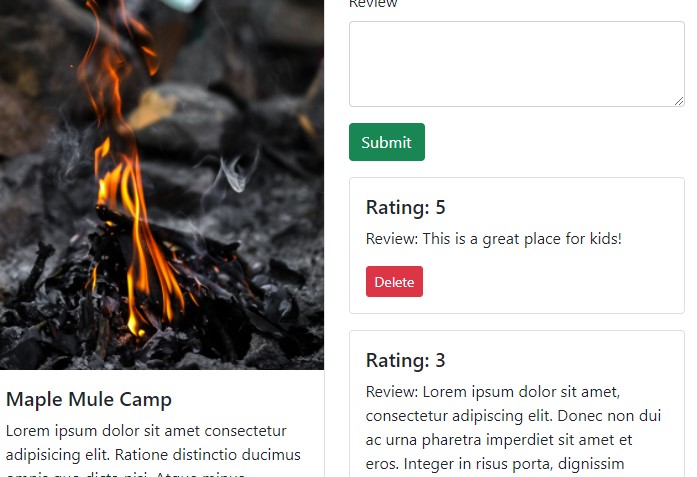 Maple Mule Camp
Lorem ipsum dolor sit amet consectetur
adipisicing elit. Ratione distinctio ducimus
Review
Submit
Rating: 5
Review: This is a great place for kids!
Delete
Rating: 3
Review: Lorem ipsum dolor sit amet,
consectetur adipiscing elit. Donec non dui
ac urna pharetra imperdiet sit amet et
eros. Integer in risus porta, dignissim